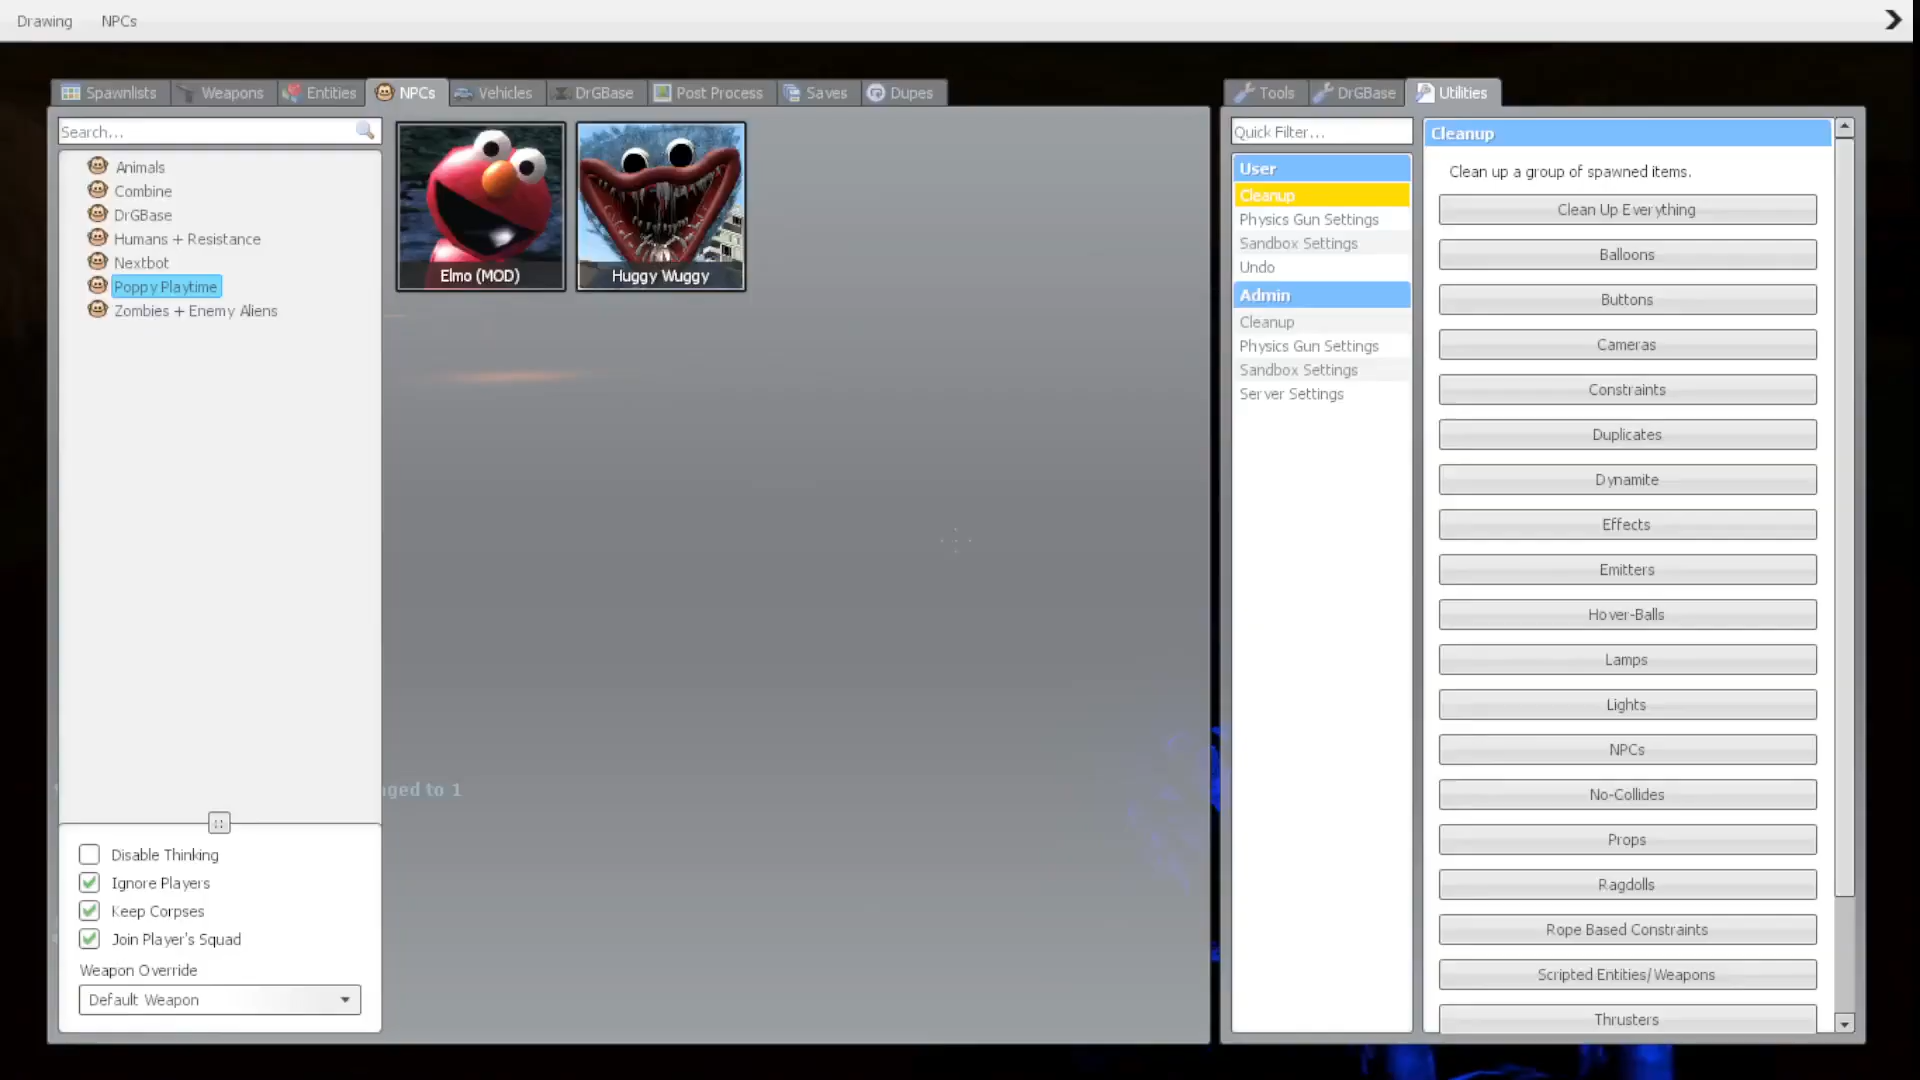 Drawing NPCs
Spawnlists Weapons Entities NPCs Vehicles DrGBase Post Process Saves Dupes
Search...
Animals
Combine
DrGBase
Humans + Resistance
Nextbot
Poppy Playtime
Zombies + Enemy Aliens
Elmo (MOD)
Huggy Wuggy
aged to 1
Disable Thinking
Ignore Players
Keep Corpses
Join Player's Squad
Weapon Override
Default Weapon
Tools DrGBase Utilities
Quick Filter...
User
Cleanup
Physics Gun Settings
Sandbox Settings
Undo
Admin
Cleanup
Physics Gun Settings
Sandbox Settings
Server Settings
Cleanup
Clean up a group of spawned items.
Clean Up Everything
Balloons
Buttons
Cameras
Constraints
Duplicates
Dynamite
Effects
Emitters
Hover-Balls
Lamps
Lights
NPCs
No-Collides
Props
Ragdolls
Rope Based Constraints
Scripted Entities/Weapons
Thrusters